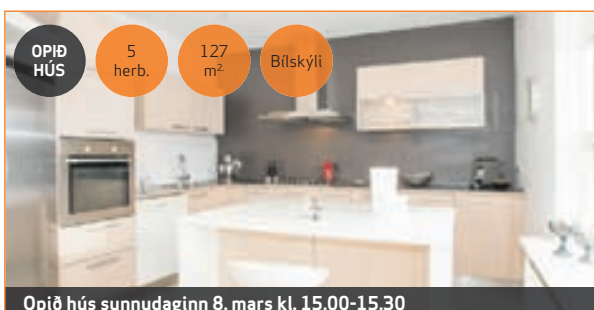 OPIÐ
HÚS
5
herb.
127
m².
Bílskýli
Opið hús sunnudaginn 8. mars kl. 15.00-15.30